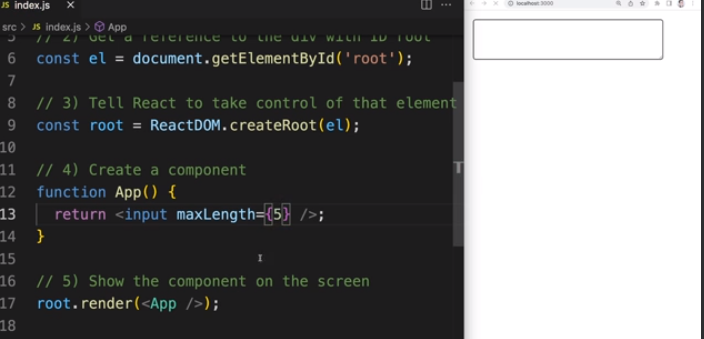 JS index.js ×
localhost:3000
src > JS index.js > App
5 // 2) Get a reference to the div with ID root
6 const el = document.getElementById('root');
7
8 // 3) Tell React to take control of that element
9 const root = ReactDOM.createRoot(el);
10
11 // 4) Create a component
12 function App() {
13 return <input maxLength={5} />;
14 }
15
16 // 5) Show the component on the screen
17 root.render(<App />);
18